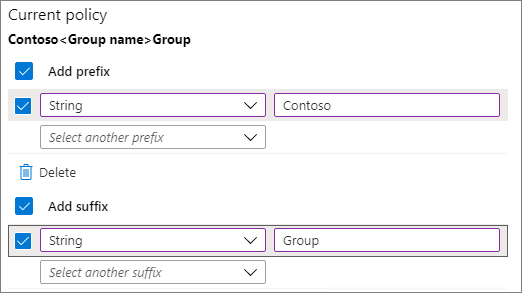 Current policy
Contoso<Group name>Group
Add prefix
String Contoso
Select another prefix
Delete
Add suffix
String Group
Select another suffix